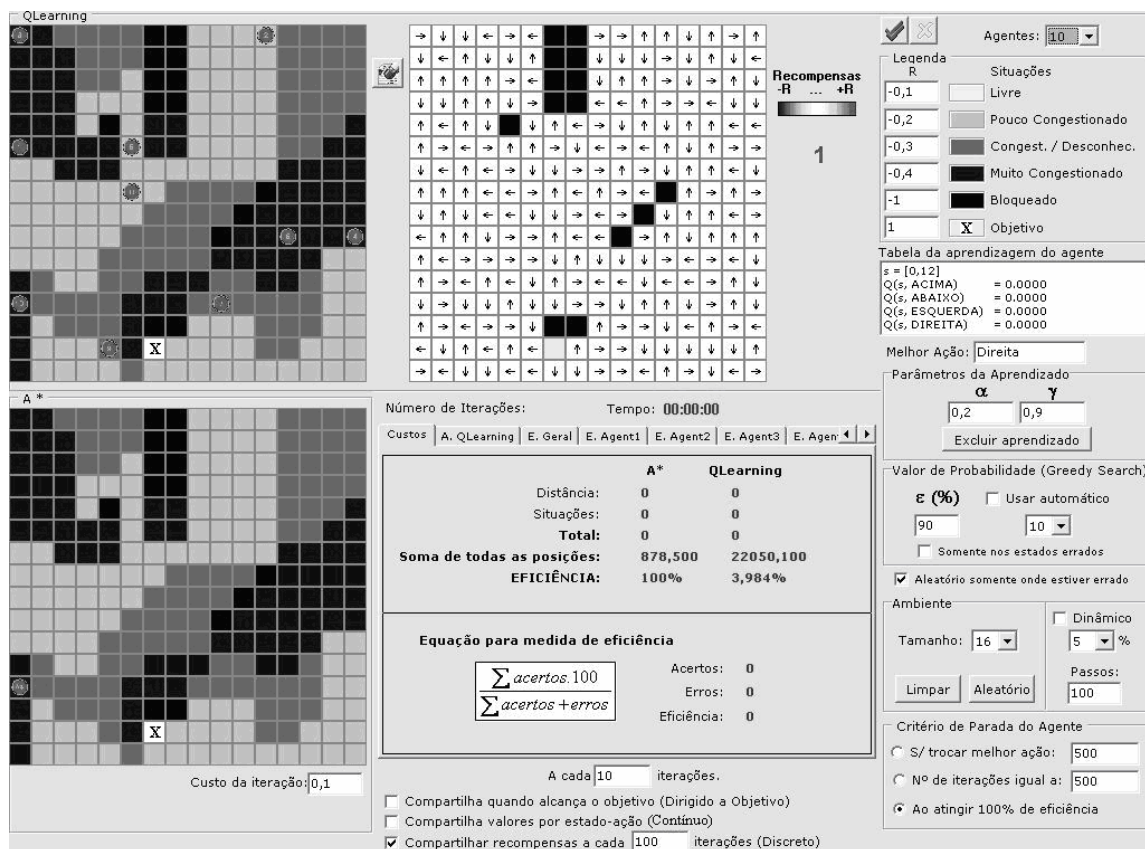 QLearning
X
A *
X
Custo da iteração: 0,1
Recompensas
-R ... +R
1
Número de Iterações: Tempo: 00:00:00
Custos A. QLearning E. Geral E. Agent1 E. Agent2 E. Agent3 E. Agen
A* QLearning
Distância: 0 0
Situações: 0 0
Total: 0 0
Soma de todas as posições: 878,500 22050,100
EFICIÊNCIA: 100% 3,984%
Equação para medida de eficiência
∑ acertos.100
∑ acertos + erros
Acertos: 0
Erros: 0
Eficiência: 0
A cada 10 iterações.
Compartilha quando alcança o objetivo (Dirigido a Objetivo)
Compartilha valores por estado-ação (Contínuo)
Compartilhar recompensas a cada 100 iterações (Discreto)
Agentes: 10
Legenda
R Situações
-0,1 Livre
-0,2 Pouco Congestionado
-0,3 Congest. / Desconhec.
-0,4 Muito Congestionado
-1 Bloqueado
1 X Objetivo
Tabela da aprendizagem do agente
s = [0,12]
Q(s, ACIMA) = 0.0000
Q(s, ABAIXO) = 0.0000
Q(s, ESQUERDA) = 0.0000
Q(s, DIREITA) = 0.0000
Melhor Ação: Direita
Parâmetros da Aprendizado
α γ
0,2 0,9
Excluir aprendizado
Valor de Probabilidade (Greedy Search)
ε (%) Usar automático
90 10
Somente nos estados errados
Aleatório somente onde estiver errado
Ambiente
Dinâmico
Tamanho: 16 5 %
Passos:
Limpar Aleatório 100
Critério de Parada do Agente
S/ trocar melhor ação: 500
Nº de iterações igual a: 500
Ao atingir 100% de eficiência